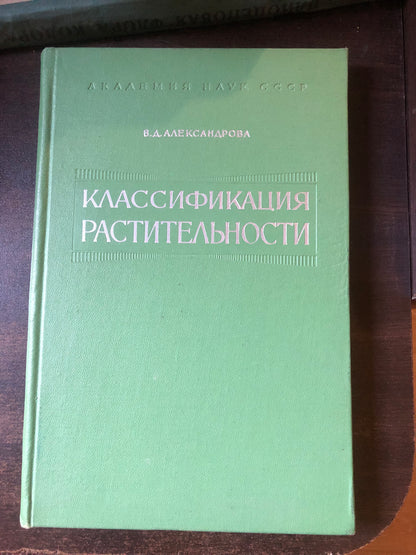 АКАДЕМИЯ НАУК СССР
В.Д.АЛЕКСАНДРОВА
КЛАССИФИКАЦИЯ
РАСТИТЕЛЬНОСТИ